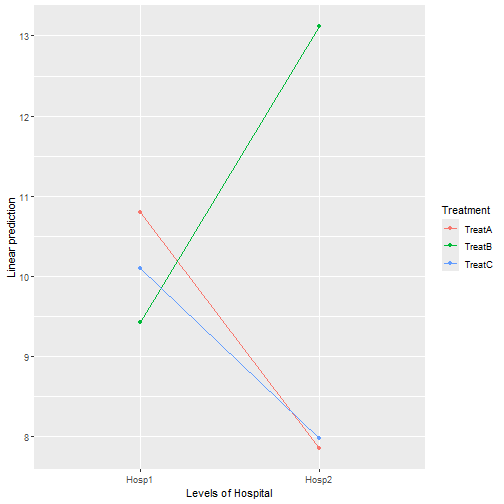 13
12
11
10
9
8
Linear prediction
Hosp1
Hosp2
Levels of Hospital
Treatment
TreatA
TreatB
TreatC